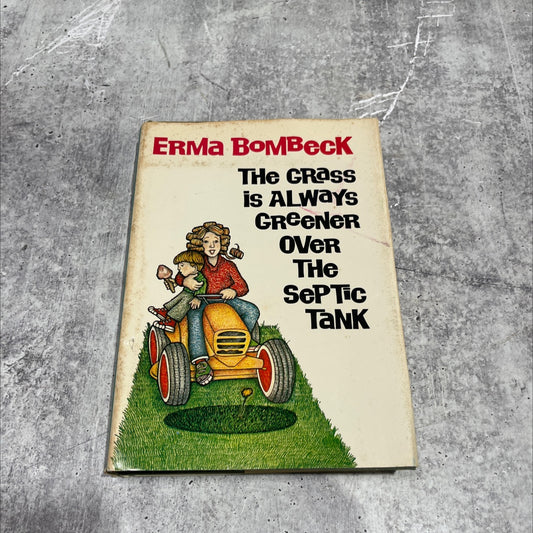 ERMA BOMBECK
THE GRASS
iS ALWAYS
GREENER
OVER
THE
SEPTIC
TANK